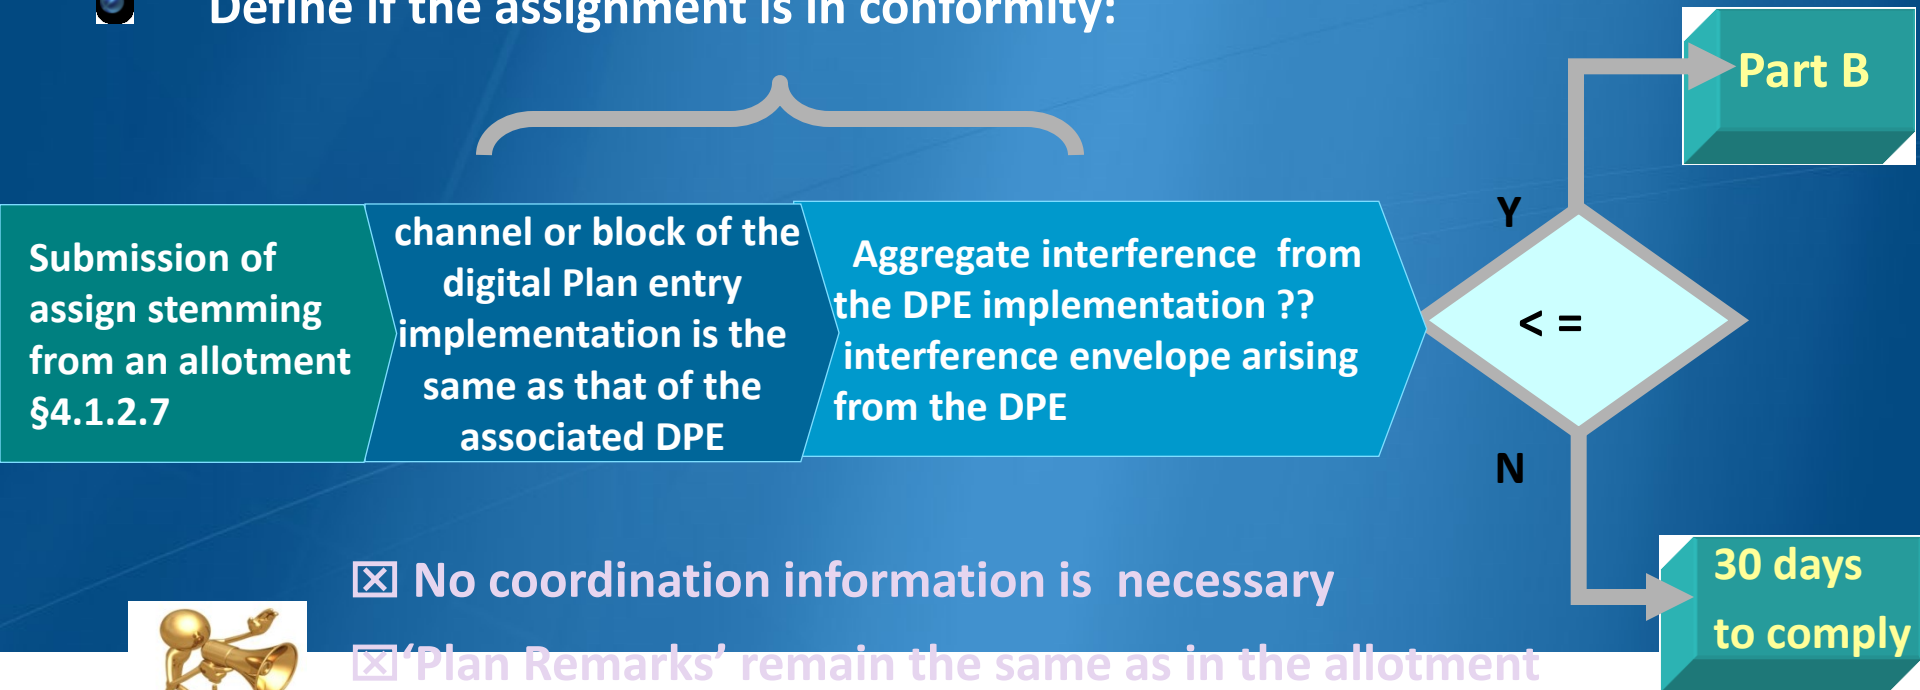 Define if the assignment is in conformity:
Part B
Submission of
assign stemming
from an allotment
§4.1.2.7
channel or block of the
digital Plan entry
implementation is the
same as that of the
associated DPE
Aggregate interference from
the DPE implementation ??
interference envelope arising
from the DPE
Y
< =
N
☒ No coordination information is necessary
☒‘Plan Remarks’ remain the same as in the allotment
30 days
to comply